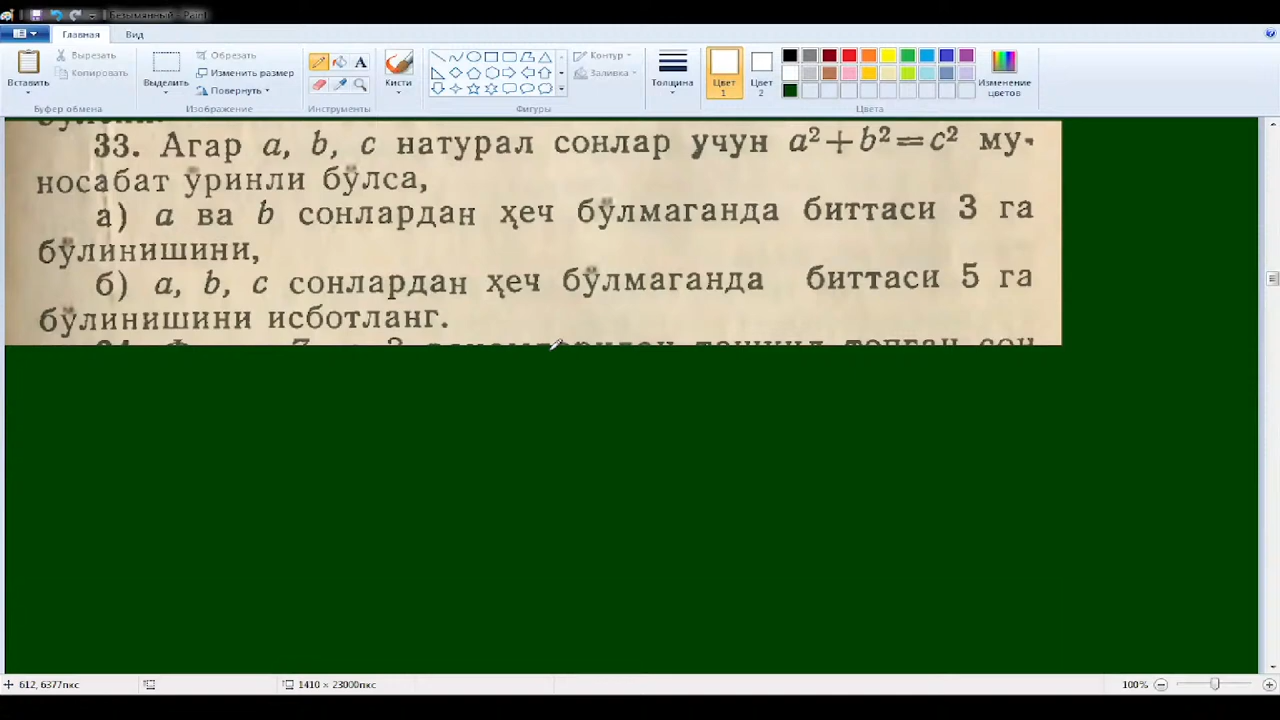 Безымянный - Paint
Главная Вид
Вставить
Вырезать
Копировать
Буфер обмена
Выделить
Обрезать
Изменить размер
Повернуть
Изображение
Инструменты
Кисти
Контур
Заливка
Фигуры
Толщина
Цвет 1
Цвет 2
Изменение цветов
Цвета
33. Агар a, b, c натурал сонлар учун a²+b²=c² му-
носабат ўринли бўлса,
а) a ва b сонлардан ҳеч бўлмаганда биттаси 3 га
бўлинишини,
б) a, b, c сонлардан ҳеч бўлмаганда биттаси 5 га
бўлинишини исботланг.
612, 6377пкс 1410 × 23000пкс 100%